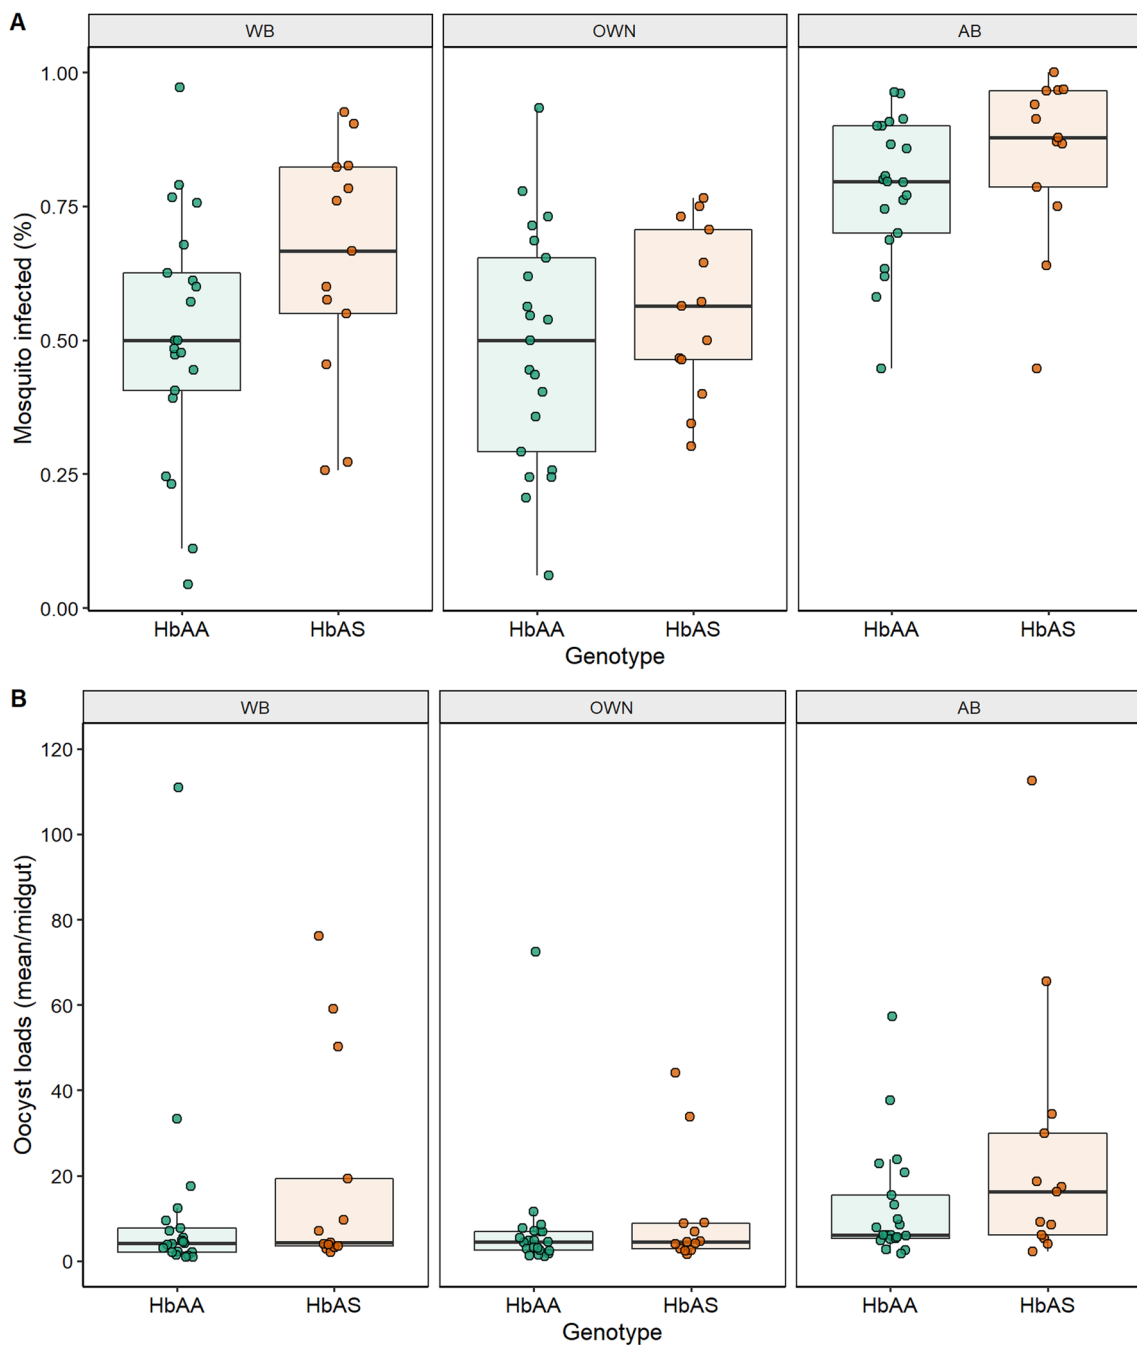 A
WB OWN AB
Mosquito infected (%)
1.00
0.75
0.50
0.25
0.00
HbAA HbAS HbAA HbAS HbAA HbAS
Genotype
B
WB OWN AB
Oocyst loads (mean/midgut)
120
100
80
60
40
20
0
HbAA HbAS HbAA HbAS HbAA HbAS
Genotype